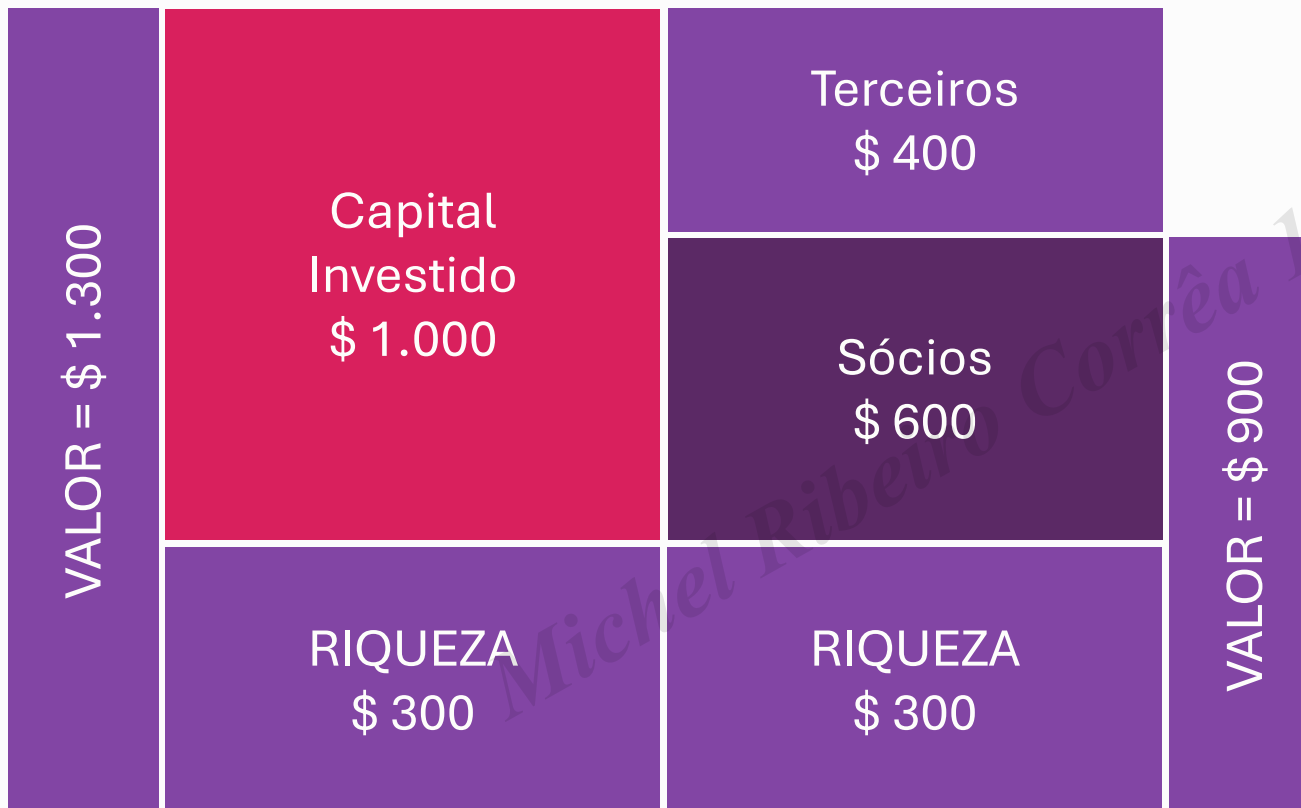 VALOR = $ 1.300
Capital
Investido
$ 1.000
RIQUEZA
$ 300
Terceiros
$ 400
Sócios
$ 600
RIQUEZA
$ 300
VALOR = $ 900
Michel Ribeiro Corrêa